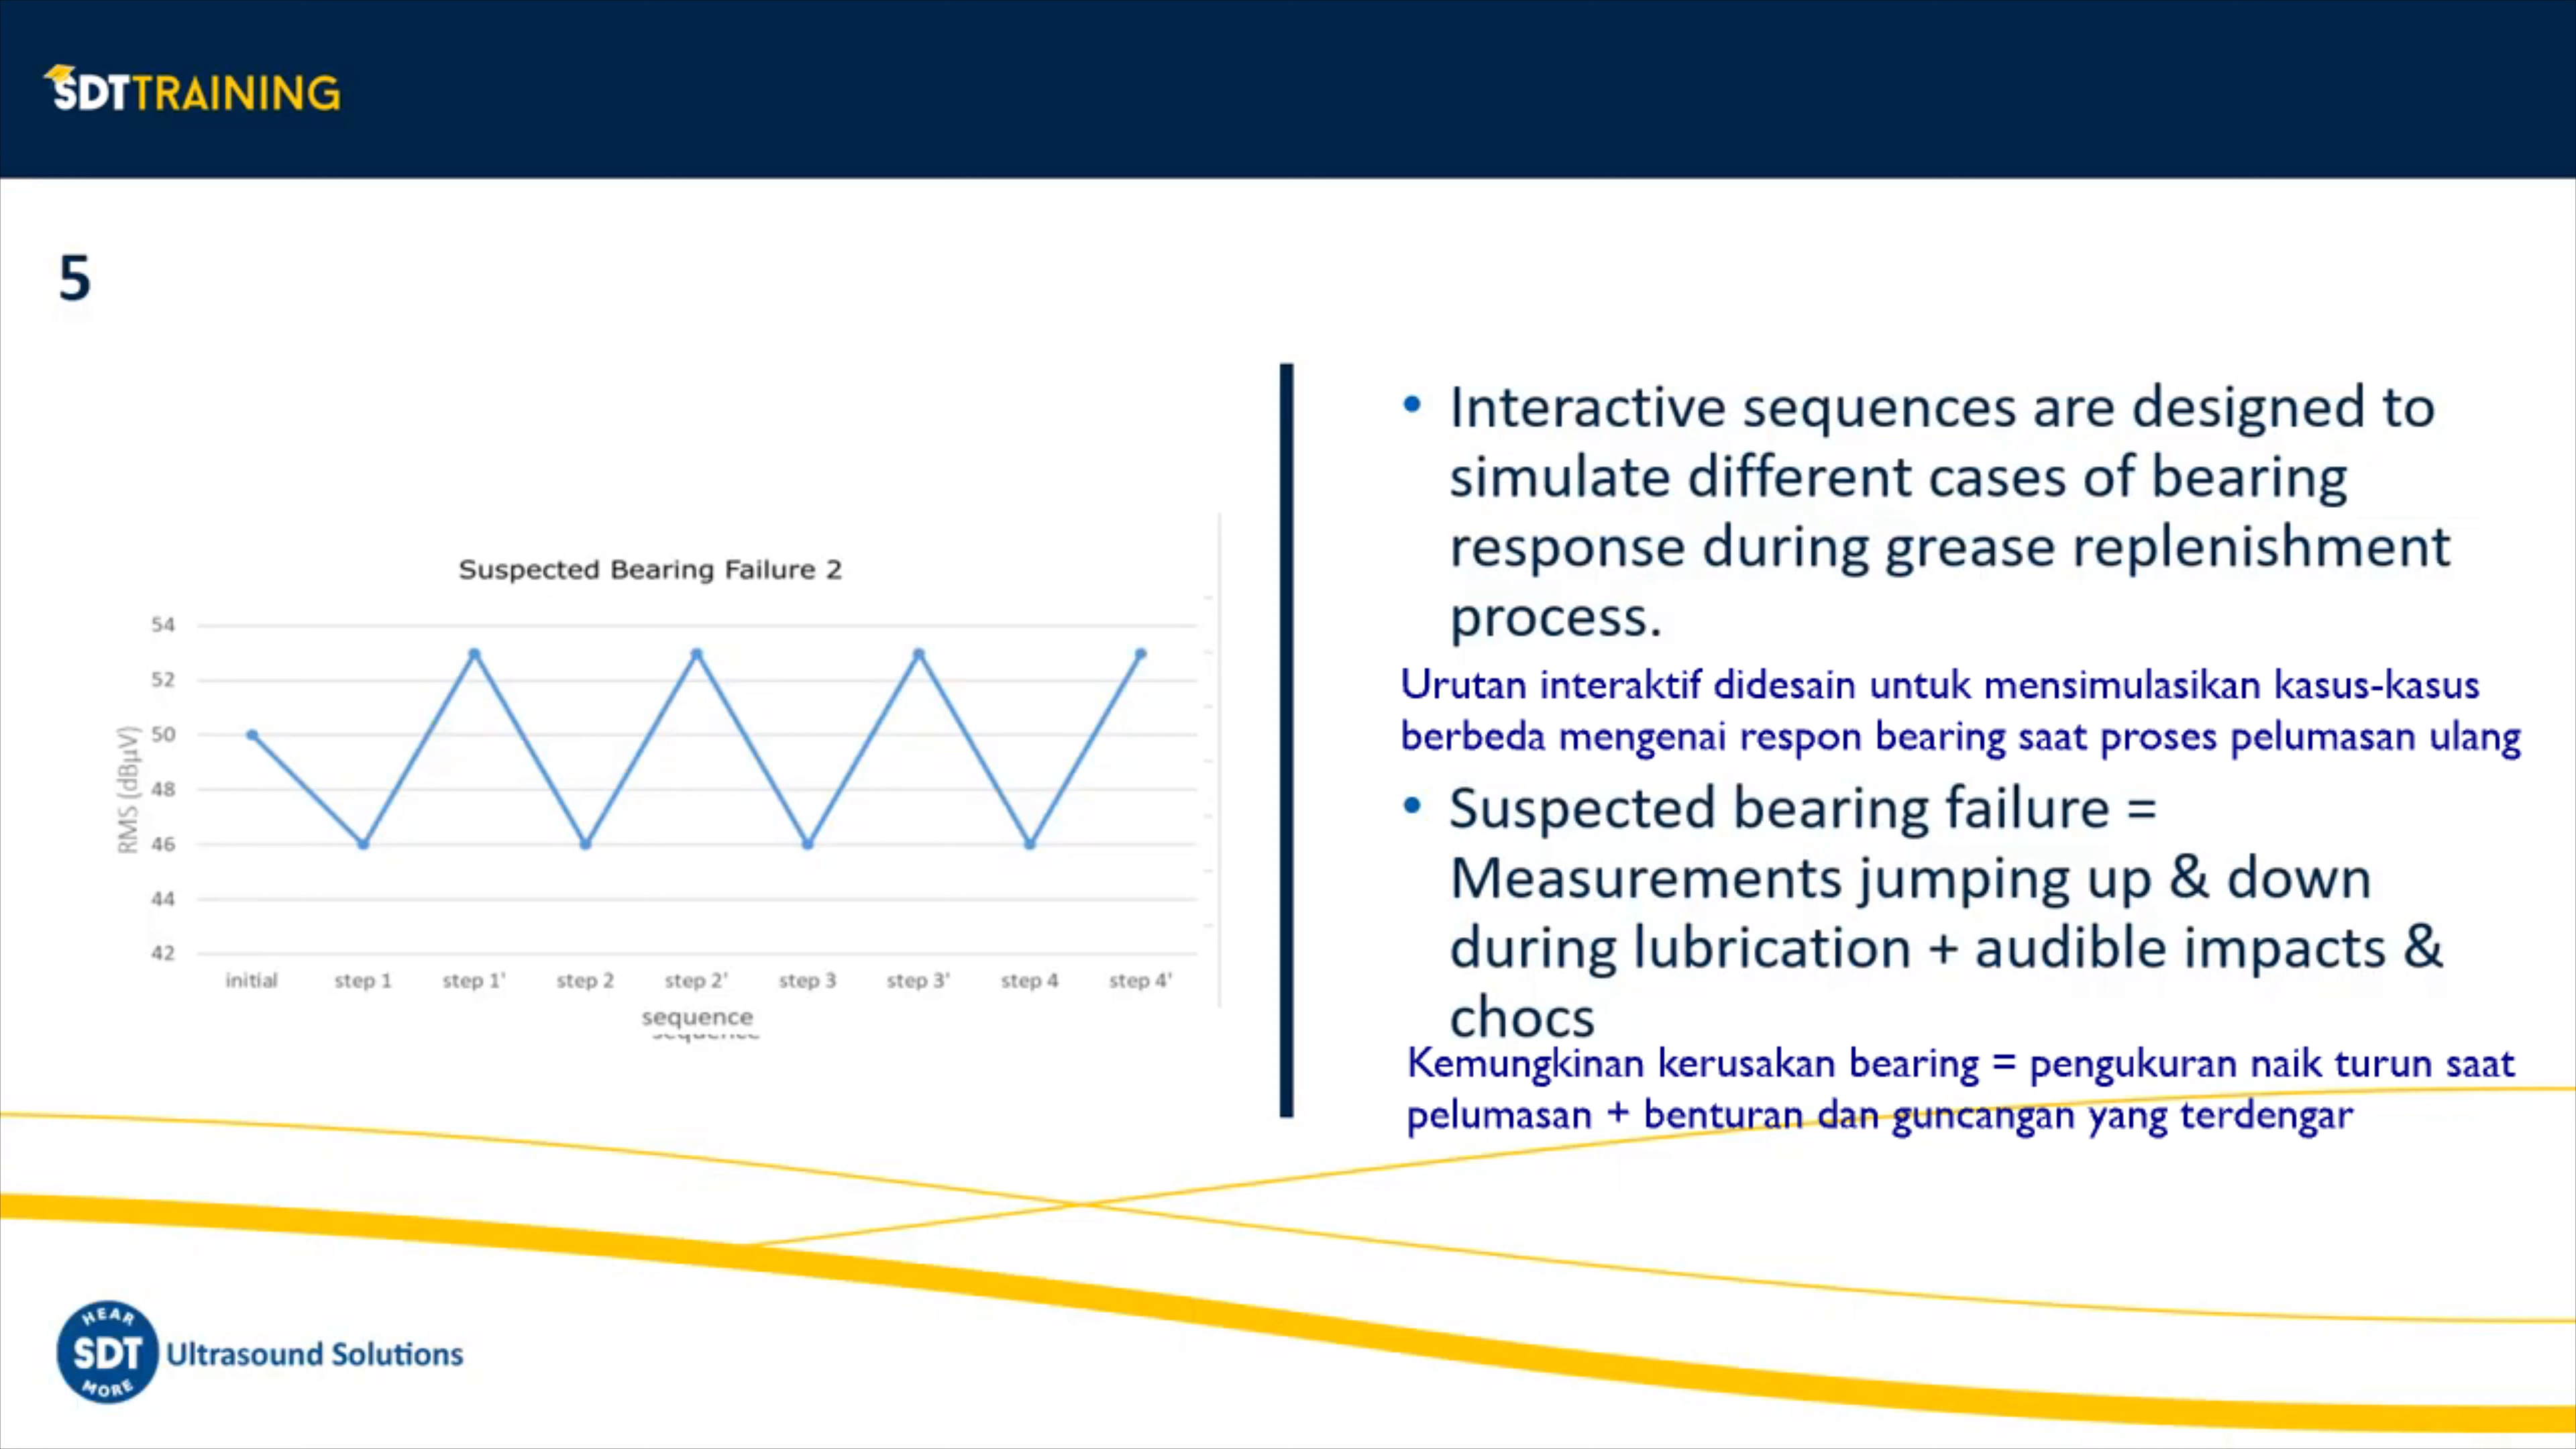 SDTTRAINING
5
Suspected Bearing Failure 2
54
52
50
48
46
44
42
RMS (dBµV)
initial step 1 step 1' step 2 step 2' step 3 step 3' step 4 step 4'
sequence
sequence
• Interactive sequences are designed to
simulate different cases of bearing
response during grease replenishment
process.
Urutan interaktif didesain untuk mensimulasikan kasus-kasus
berbeda mengenai respon bearing saat proses pelumasan ulang
• Suspected bearing failure =
Measurements jumping up & down
during lubrication + audible impacts &
chocs
Kemungkinan kerusakan bearing = pengukuran naik turun saat
pelumasan + benturan dan guncangan yang terdengar
HEAR
SDT
MORE
Ultrasound Solutions